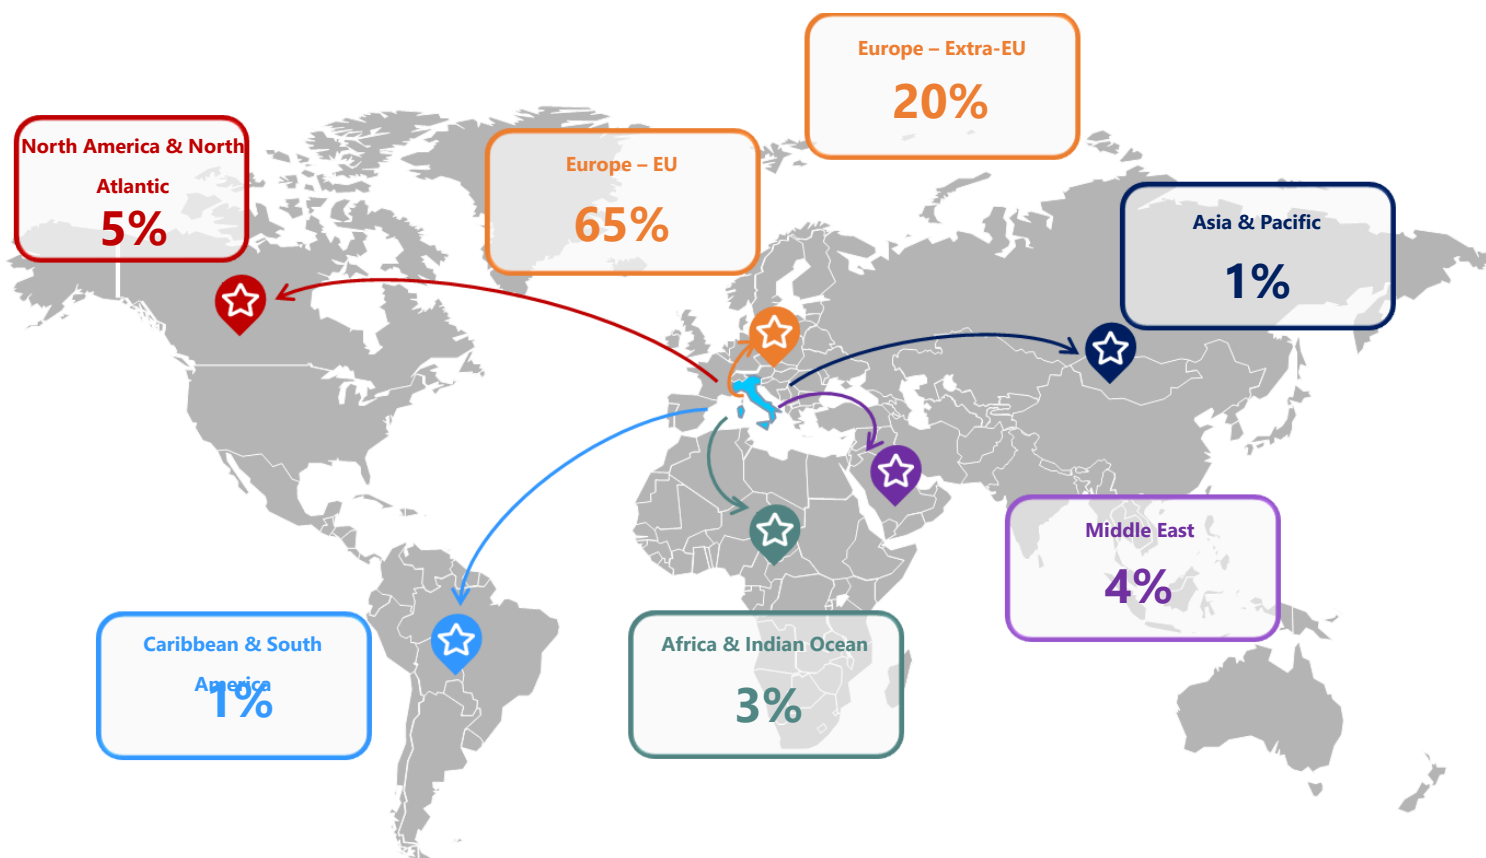 Europe – Extra-EU
20%
North America & North
Atlantic
5%
Europe – EU
65%
Asia & Pacific
1%
Middle East
4%
Caribbean & South
America
1%
Africa & Indian Ocean
3%